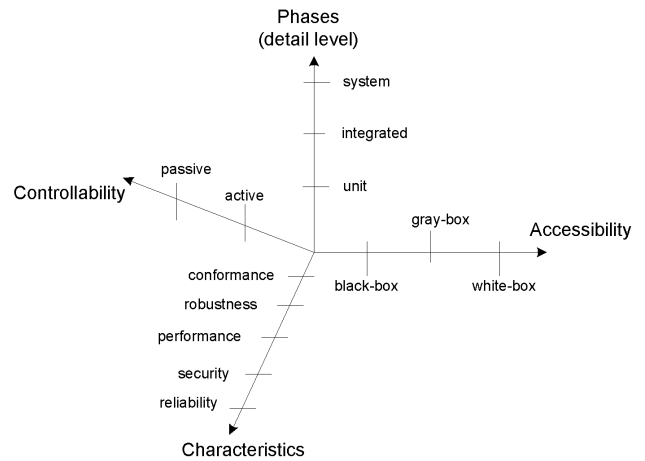 Phases
(detail level)
system
integrated
unit
passive
active
Controllability
gray-box
Accessibility
black-box
white-box
conformance
robustness
performance
security
reliability
Characteristics